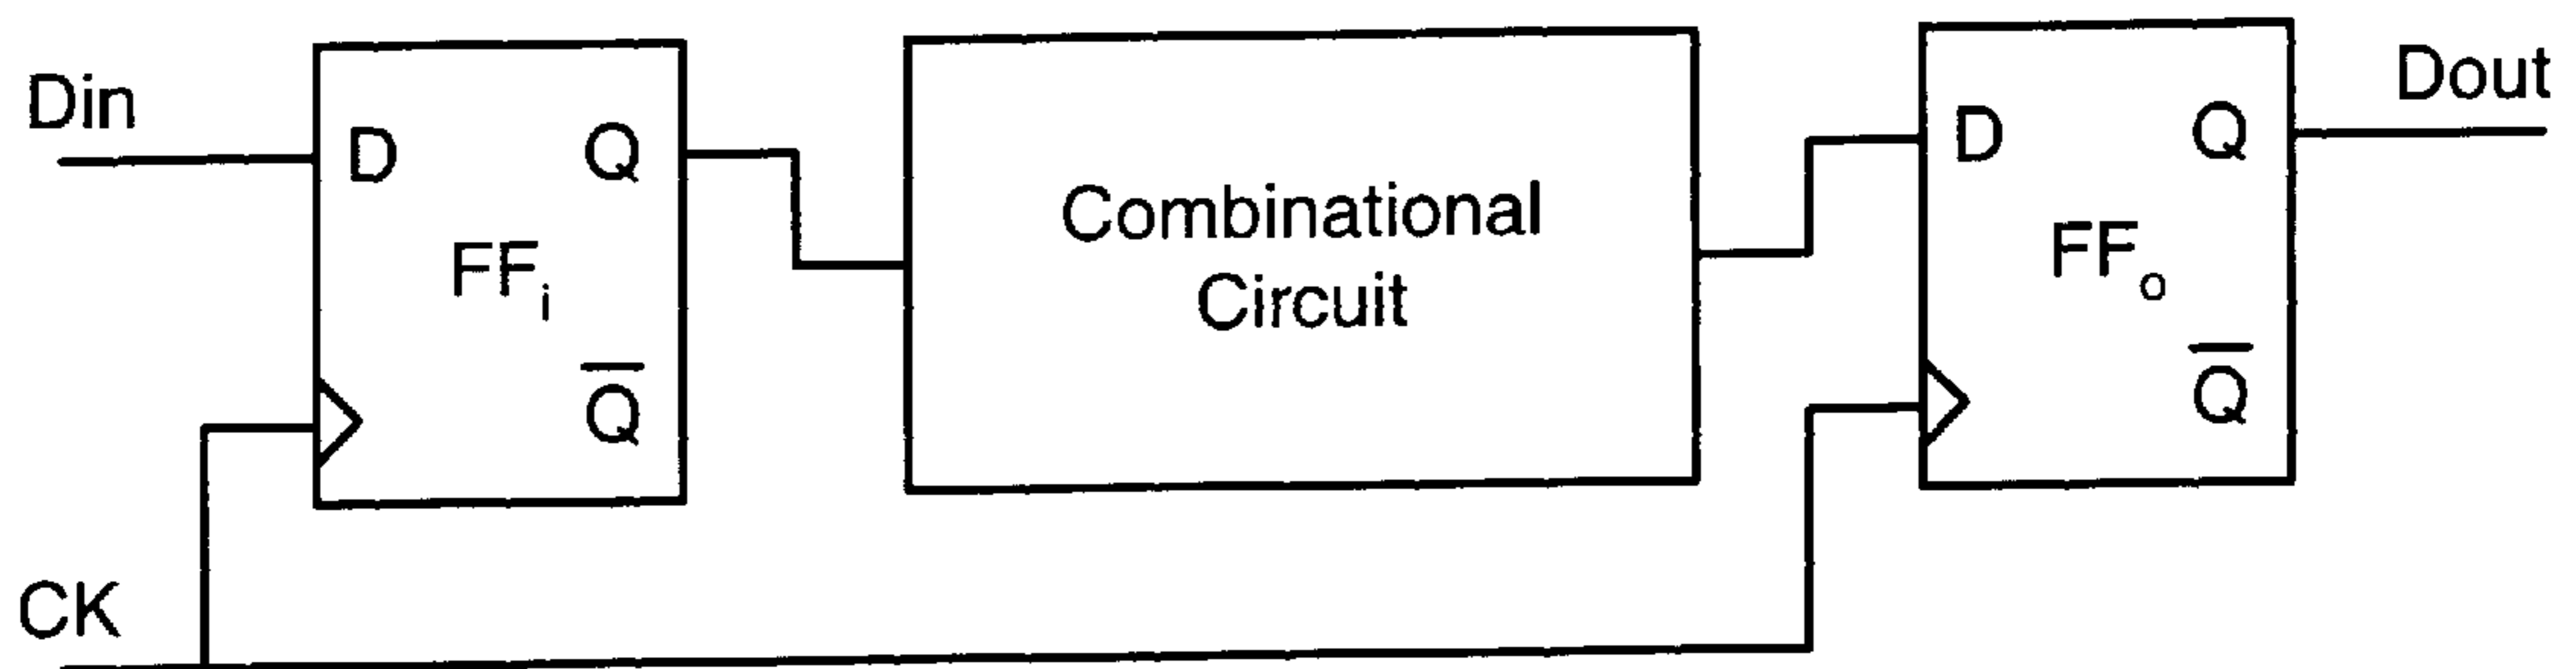 Din
D
Q
FFi
Q̅
CK
Combinational
Circuit
D
Q
FFo
Q̅
Dout